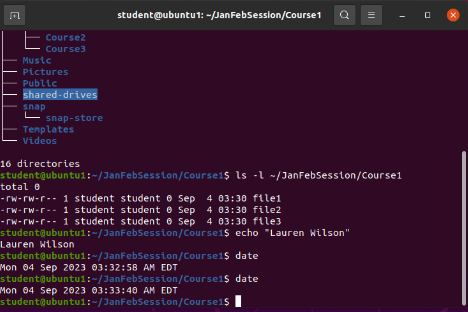 student@ubuntu1: ~/JanFebSession/Course1
│   ├── Course2
│   └── Course3
├── Music
├── Pictures
├── Public
├── shared-drives
├── snap
│   └── snap-store
├── Templates
└── Videos
16 directories
student@ubuntu1:~/JanFebSession/Course1$ ls -l ~/JanFebSession/Course1
total 0
-rw-rw-r-- 1 student student 0 Sep  4 03:30 file1
-rw-rw-r-- 1 student student 0 Sep  4 03:30 file2
-rw-rw-r-- 1 student student 0 Sep  4 03:30 file3
student@ubuntu1:~/JanFebSession/Course1$ echo "Lauren Wilson"
Lauren Wilson
student@ubuntu1:~/JanFebSession/Course1$ date
Mon 04 Sep 2023 03:32:58 AM EDT
student@ubuntu1:~/JanFebSession/Course1$ date
Mon 04 Sep 2023 03:33:40 AM EDT
student@ubuntu1:~/JanFebSession/Course1$